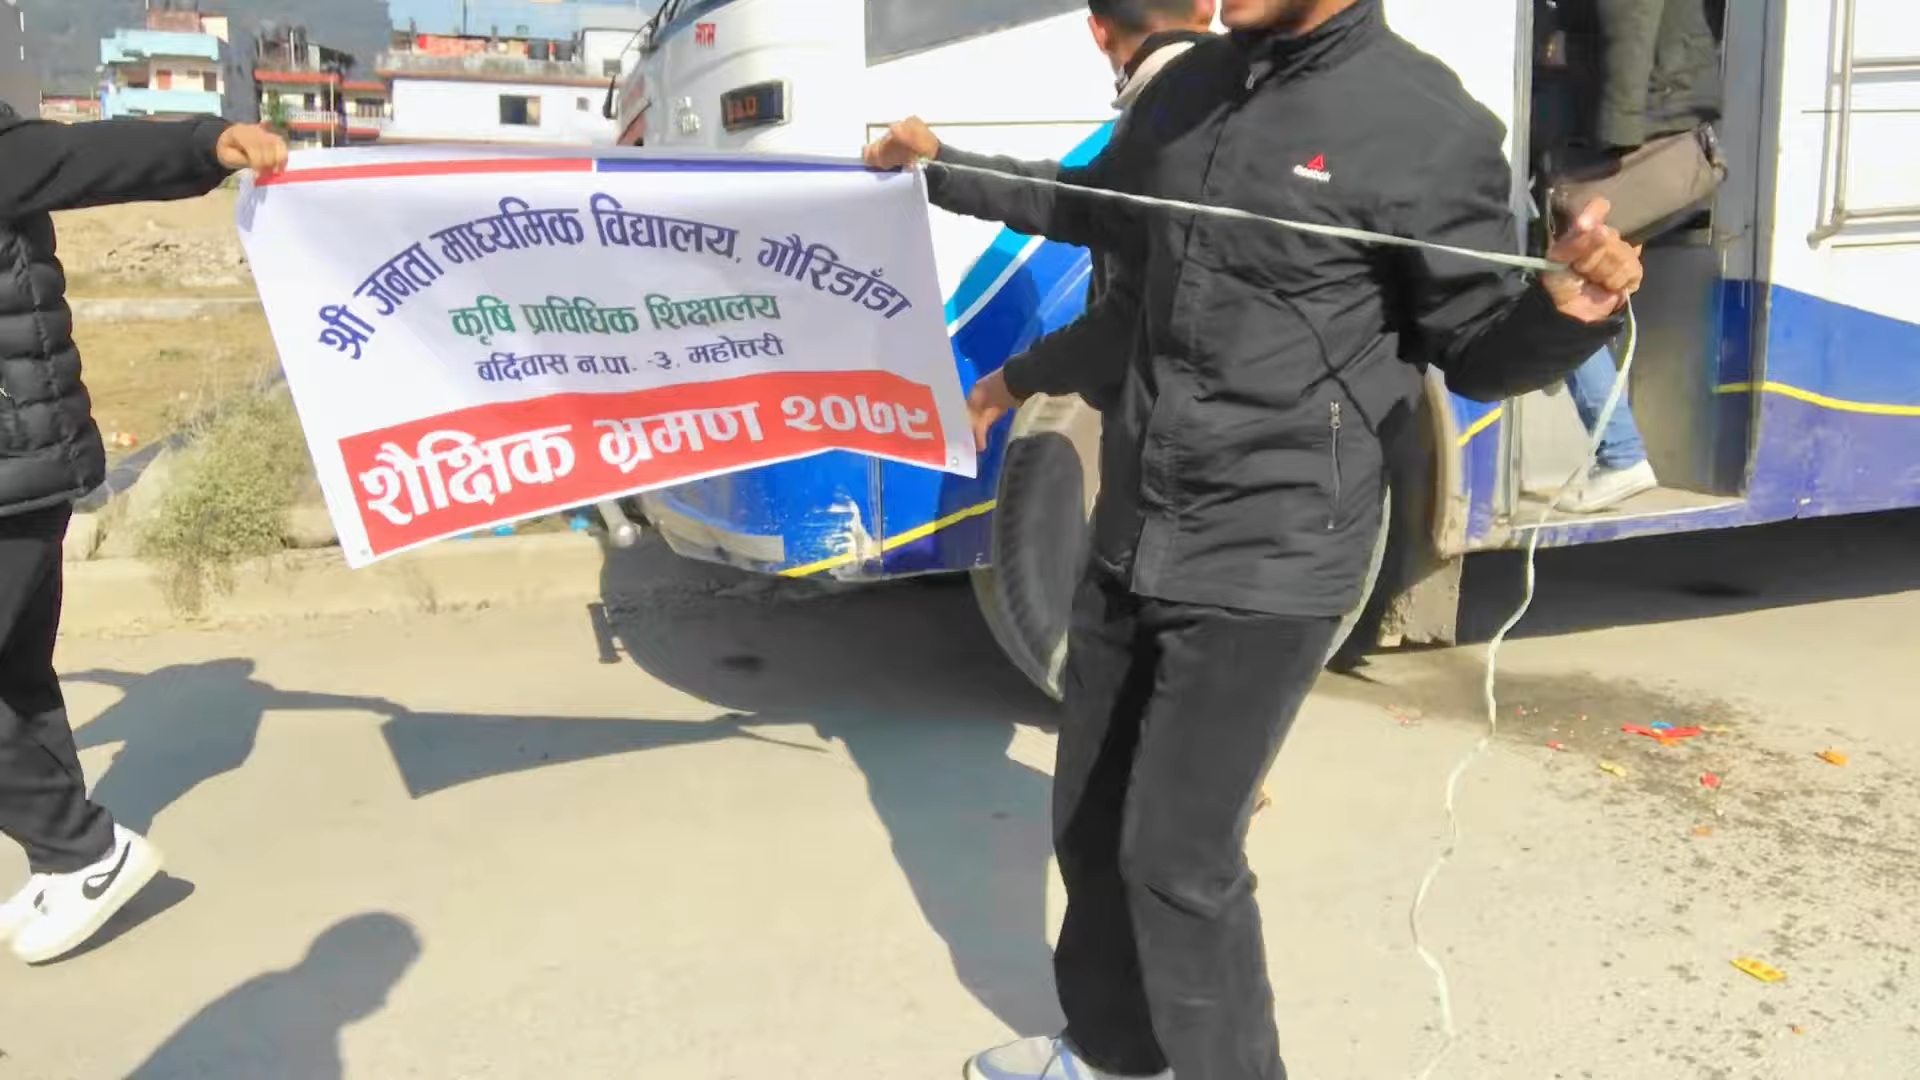 श्री जनता माध्यमिक विद्यालय, गौरिडाँडा
कृषि प्राविधिक शिक्षालय
बर्दिवास न.पा. -३, महोत्तरी
शैक्षिक भ्रमण २०७९
Reebok